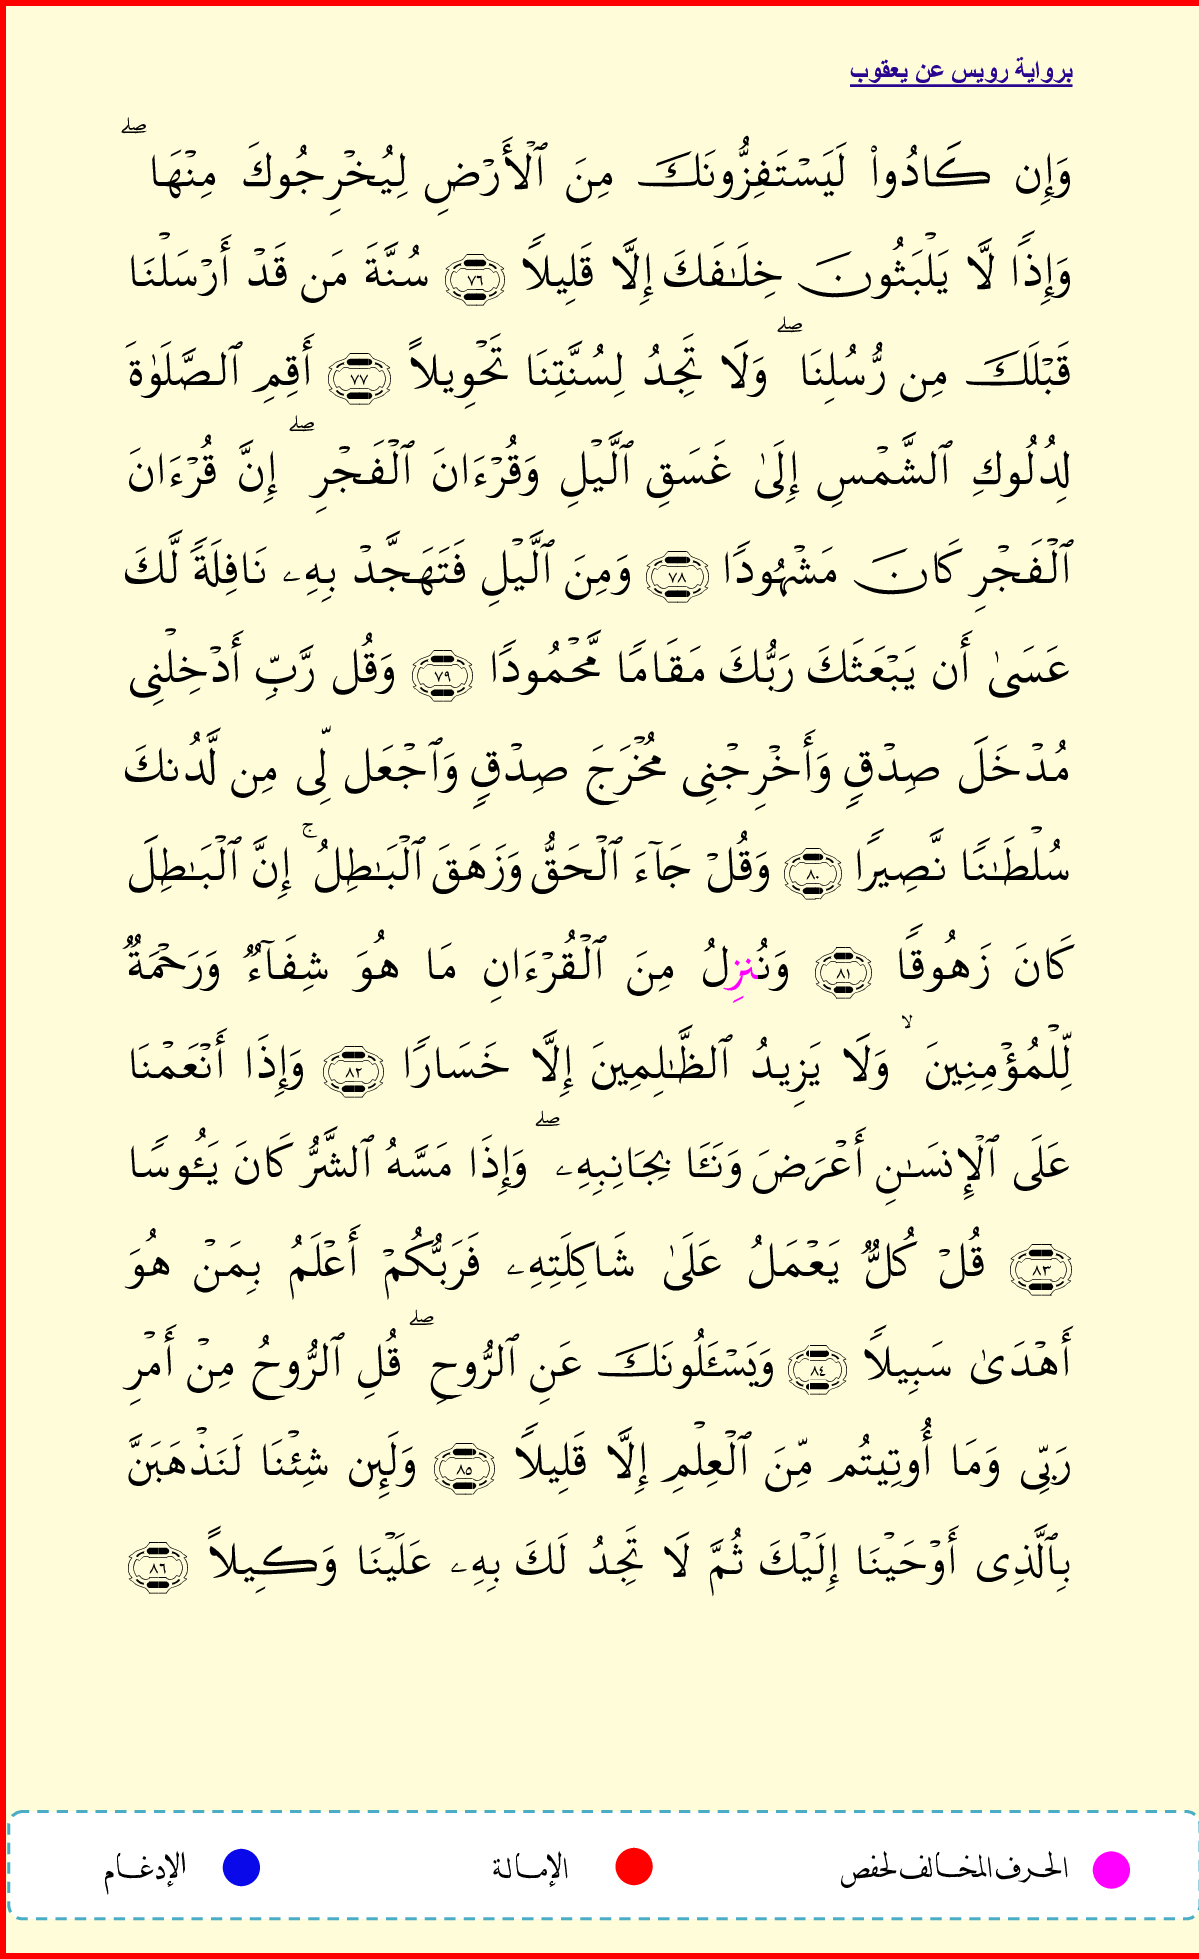 برواية رويس عن يعقوب
وَإِن كَادُواْ لَيَسْتَفِزُّونَكَ مِنَ ٱلْأَرْضِ لِيُخْرِجُوكَ مِنْهَا ۖ
وَإِذًا لَّا يَلْبَثُونَ خِلَـٰفَكَ إِلَّا قَلِيلًا ٧٦ سُنَّةَ مَن قَدْ أَرْسَلْنَا
قَبْلَكَ مِن رُّسُلِنَا ۖ وَلَا تَجِدُ لِسُنَّتِنَا تَحْوِيلًا ٧٧ أَقِمِ ٱلصَّلَوٰةَ
لِدُلُوكِ ٱلشَّمْسِ إِلَىٰ غَسَقِ ٱلَّيْلِ وَقُرْءَانَ ٱلْفَجْرِ ۖ إِنَّ قُرْءَانَ
ٱلْفَجْرِ كَانَ مَشْهُودًا ٧٨ وَمِنَ ٱلَّيْلِ فَتَهَجَّدْ بِهِۦ نَافِلَةً لَّكَ
عَسَىٰ أَن يَبْعَثَكَ رَبُّكَ مَقَامًا مَّحْمُودًا ٧٩ وَقُل رَّبِّ أَدْخِلْنِى
مُدْخَلَ صِدْقٍ وَأَخْرِجْنِى مُخْرَجَ صِدْقٍ وَٱجْعَل لِّى مِن لَّدُنكَ
سُلْطَـٰنًا نَّصِيرًا ٨٠ وَقُلْ جَآءَ ٱلْحَقُّ وَزَهَقَ ٱلْبَـٰطِلُ ۚ إِنَّ ٱلْبَـٰطِلَ
كَانَ زَهُوقًا ٨١ وَنُنزِلُ مِنَ ٱلْقُرْءَانِ مَا هُوَ شِفَآءٌ وَرَحْمَةٌ
لِّلْمُؤْمِنِينَ ۙ وَلَا يَزِيدُ ٱلظَّـٰلِمِينَ إِلَّا خَسَارًا ٨٢ وَإِذَا أَنْعَمْنَا
عَلَى ٱلْإِنسَـٰنِ أَعْرَضَ وَنَـَٔا بِجَانِبِهِۦ ۖ وَإِذَا مَسَّهُ ٱلشَّرُّ كَانَ يَـُٔوسًا
٨٣ قُلْ كُلٌّ يَعْمَلُ عَلَىٰ شَاكِلَتِهِۦ فَرَبُّكُمْ أَعْلَمُ بِمَنْ هُوَ
أَهْدَىٰ سَبِيلًا ٨٤ وَيَسْـَٔلُونَكَ عَنِ ٱلرُّوحِ ۖ قُلِ ٱلرُّوحُ مِنْ أَمْرِ
رَبِّى وَمَا أُوتِيتُم مِّنَ ٱلْعِلْمِ إِلَّا قَلِيلًا ٨٥ وَلَئِن شِئْنَا لَنَذْهَبَنَّ
بِٱلَّذِى أَوْحَيْنَا إِلَيْكَ ثُمَّ لَا تَجِدُ لَكَ بِهِۦ عَلَيْنَا وَكِيلًا ٨٦
الحرف المخالف لحفص الإمالة الإدغام